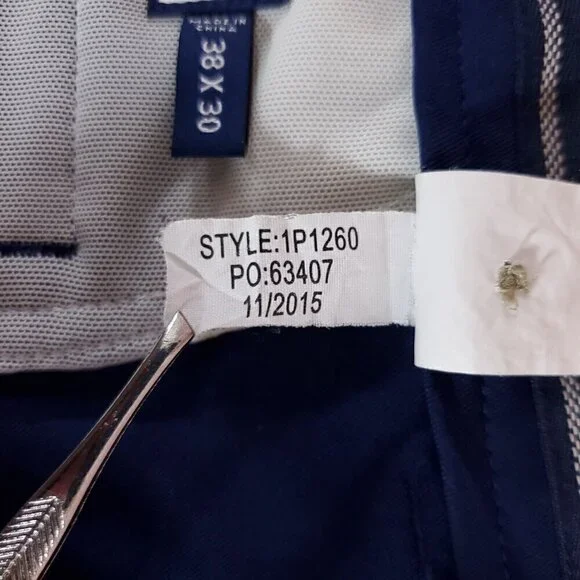 MADE IN
CHINA
38 X 30
STYLE:1P1260
PO:63407
11/2015